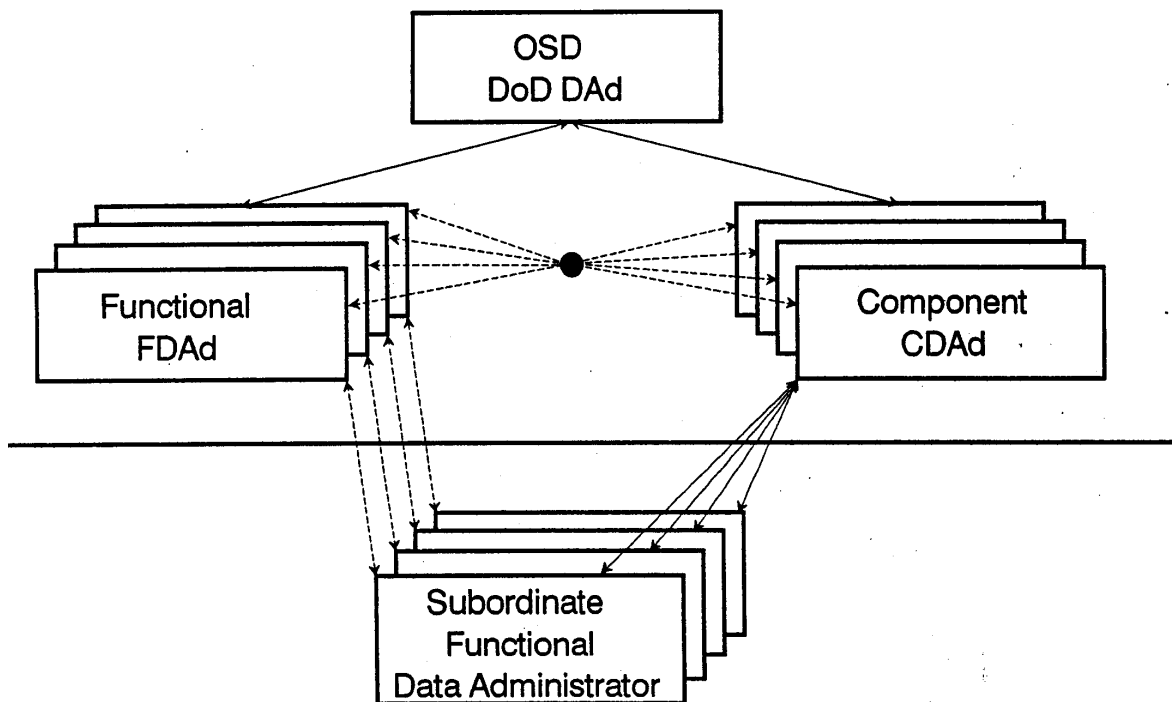 OSD
DoD DAd
Functional
FDAd
Component
CDAd
Subordinate
Functional
Data Administrator